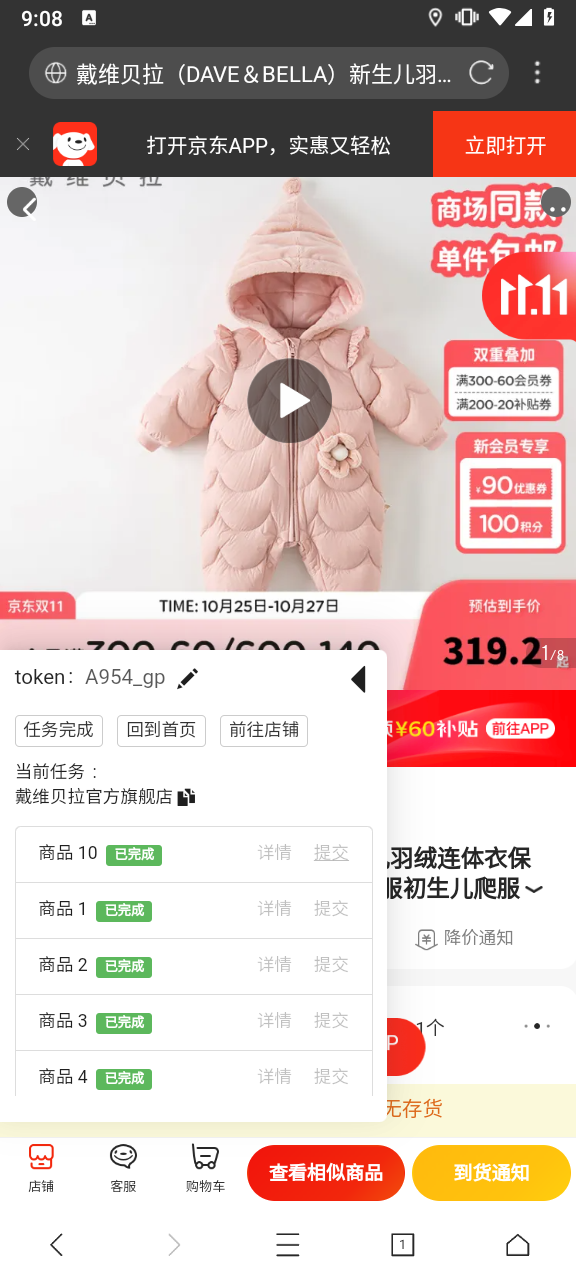 9:08
戴维贝拉（DAVE＆BELLA）新生儿羽...
打开京东APP，实惠又轻松
立即打开
戴 维 贝 拉
商场同款
单件包邮
11.11
双重叠加
满300-60会员券
满200-20补贴券
新会员专享
¥90优惠券
100积分
京东双11
TIME: 10月25日-10月27日
预估到手价
319.2起
1/8
token： A954_gp
任务完成
回到首页
前往店铺
¥60补贴
前往APP
当前任务：
戴维贝拉官方旗舰店
商品 10 已完成 详情 提交
商品 1 已完成 详情 提交
商品 2 已完成 详情 提交
商品 3 已完成 详情 提交
商品 4 已完成 详情 提交
羽绒连体衣保
服初生儿爬服
降价通知
1个
P
无存货
店铺
客服
购物车
查看相似商品
到货通知
1